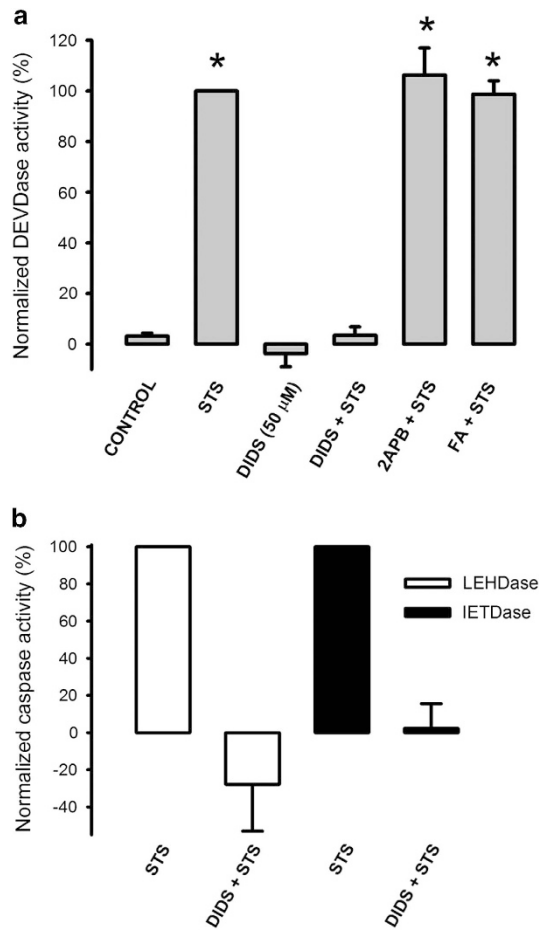 a
Normalized DEVDase activity (%)
120
100
80
60
40
20
0
* * * *
CONTROL
STS
DIDS (50 μM)
DIDS + STS
2APB + STS
FA + STS
b
Normalized caspase activity (%)
100
80
60
40
20
0
-20
-40
LEHDase
IETDase
STS
DIDS + STS
STS
DIDS + STS